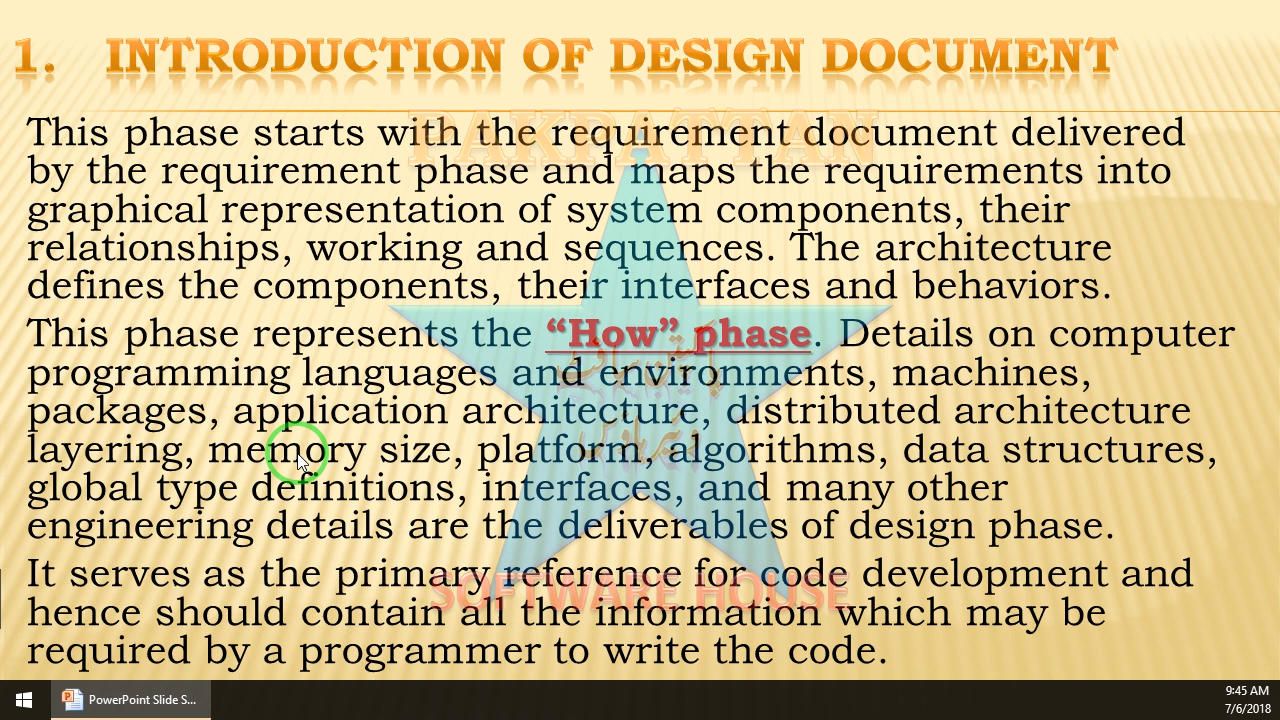 1. INTRODUCTION OF DESIGN DOCUMENT
PAKPATTAN
This phase starts with the requirement document delivered
by the requirement phase and maps the requirements into
graphical representation of system components, their
relationships, working and sequences. The architecture
defines the components, their interfaces and behaviors.
This phase represents the “How” phase. Details on computer
programming languages and environments, machines,
packages, application architecture, distributed architecture
layering, memory size, platform, algorithms, data structures,
global type definitions, interfaces, and many other
engineering details are the deliverables of design phase.
It serves as the primary reference for code development and
SOFTWARE HOUSE
hence should contain all the information which may be
required by a programmer to write the code.
PowerPoint Slide S...
9:45 AM
7/6/2018